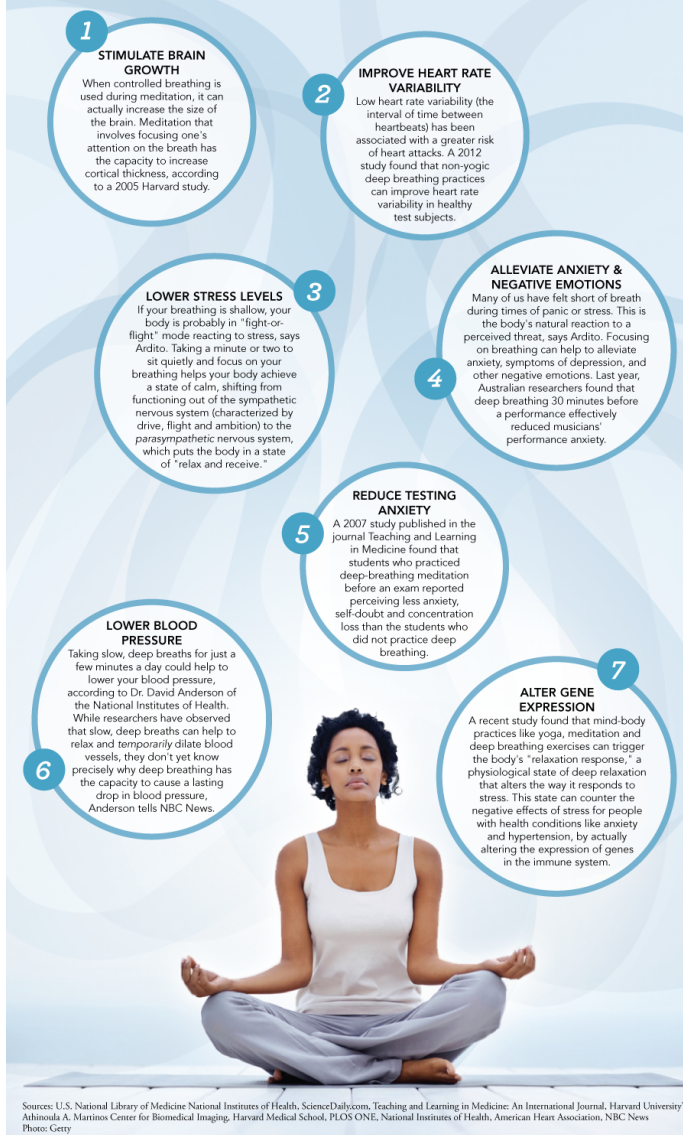 1
STIMULATE BRAIN
GROWTH
When controlled breathing is
used during meditation, it can
actually increase the size of
the brain. Meditation that
involves focusing one's
attention on the breath has
the capacity to increase
cortical thickness, according
to a 2005 Harvard study.
2
IMPROVE HEART RATE
VARIABILITY
Low heart rate variability (the
interval of time between
heartbeats) has been
associated with a greater risk
of heart attacks. A 2012
study found that non-yogic
deep breathing practices
can improve heart rate
variability in healthy
test subjects.
3
LOWER STRESS LEVELS
If your breathing is shallow, your
body is probably in "fight-or-
flight" mode reacting to stress, says
Ardito. Taking a minute or two to
sit quietly and focus on your
breathing helps your body achieve
a state of calm, shifting from
functioning out of the sympathetic
nervous system (characterized by
drive, flight and ambition) to the
parasympathetic nervous system,
which puts the body in a state
of "relax and receive."
4
ALLEVIATE ANXIETY &
NEGATIVE EMOTIONS
Many of us have felt short of breath
during times of panic or stress. This is
the body's natural reaction to a
perceived threat, says Ardito. Focusing
on breathing can help to alleviate
anxiety, symptoms of depression, and
other negative emotions. Last year,
Australian researchers found that
deep breathing 30 minutes before
a performance effectively
reduced musicians'
performance anxiety.
5
REDUCE TESTING
ANXIETY
A 2007 study published in the
journal Teaching and Learning
in Medicine found that
students who practiced
deep-breathing meditation
before an exam reported
perceiving less anxiety,
self-doubt and concentration
loss than the students who
did not practice deep
breathing.
6
LOWER BLOOD
PRESSURE
Taking slow, deep breaths for just a
few minutes a day could help to
lower your blood pressure,
according to Dr. David Anderson of
the National Institutes of Health.
While researchers have observed
that slow, deep breaths can help to
relax and temporarily dilate blood
vessels, they don't yet know
precisely why deep breathing has
the capacity to cause a lasting
drop in blood pressure,
Anderson tells NBC News.
7
ALTER GENE
EXPRESSION
A recent study found that mind-body
practices like yoga, meditation and
deep breathing exercises can trigger
the body's "relaxation response," a
physiological state of deep relaxation
that alters the way it responds to
stress. This state can counter the
negative effects of stress for people
with health conditions like anxiety
and hypertension, by actually
altering the expression of genes
in the immune system.
Sources: U.S. National Library of Medicine National Institutes of Health, ScienceDaily.com, Teaching and Learning in Medicine: An International Journal, Harvard University'
Athinoula A. Martinos Center for Biomedical Imaging, Harvard Medical School, PLOS ONE, National Institutes of Health, American Heart Association, NBC News
Photo: Getty